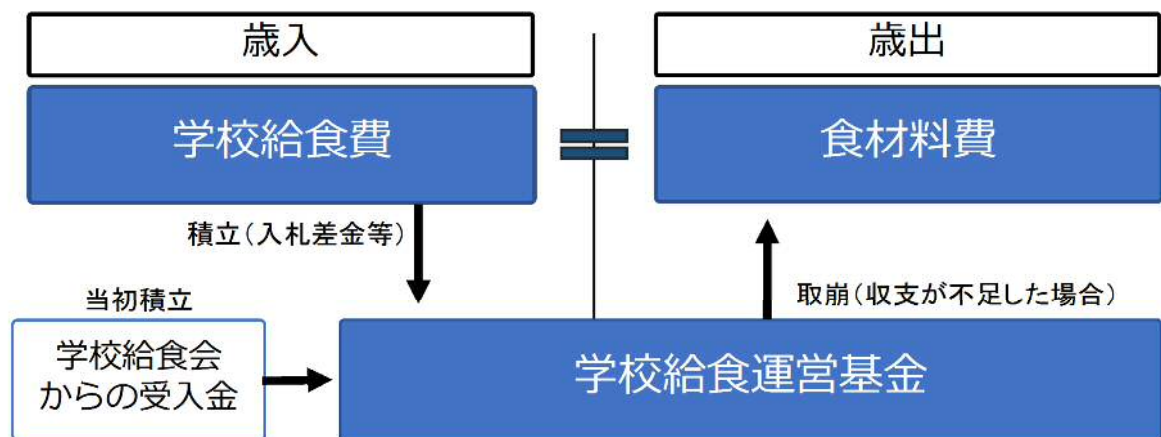 歳入
歳出
学校給食費
食材料費
積立（入札差金等）
取崩（収支が不足した場合）
当初積立
学校給食会
からの受入金
学校給食運営基金